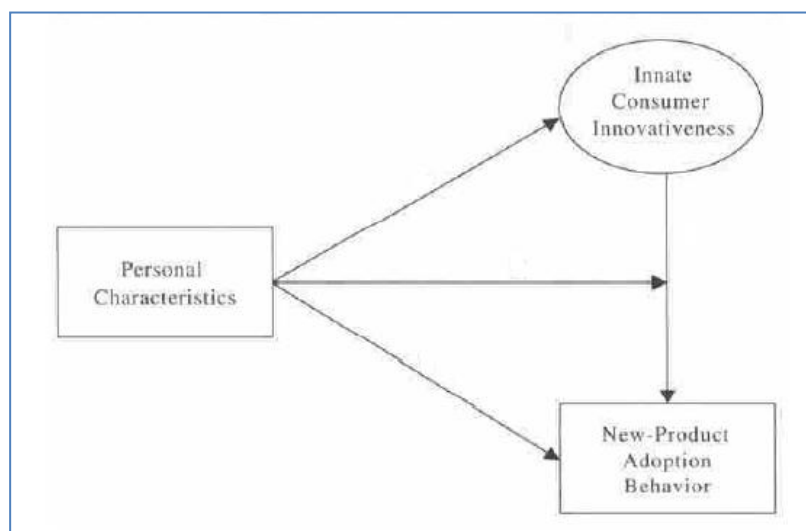 Innate
Consumer
Innovativeness
Personal
Characteristics
New-Product
Adoption
Behavior